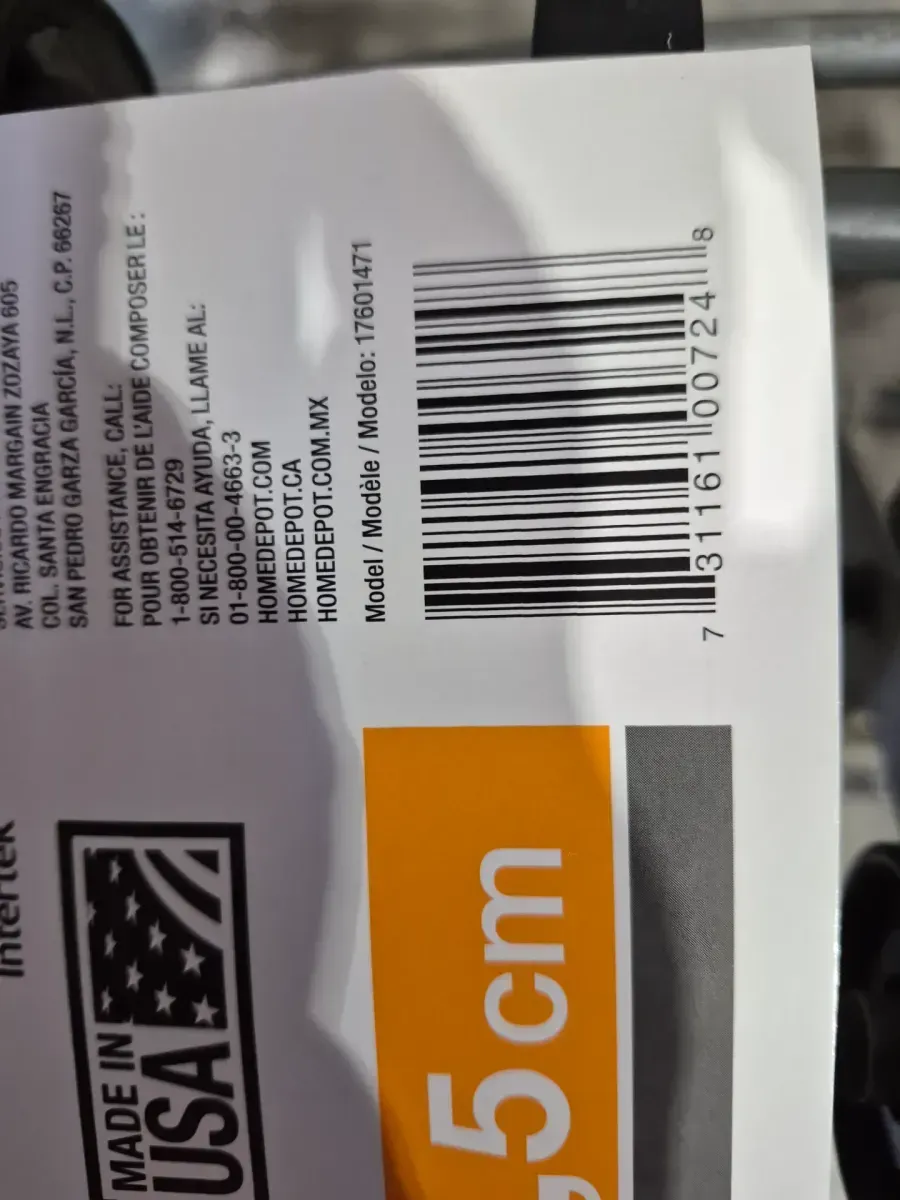 AV. RICARDO MARGAIN ZOZAYA 605
COL. SANTA ENGRACIA
SAN PEDRO GARZA GARCÍA, N.L., C.P. 66267
FOR ASSISTANCE, CALL:
POUR OBTENIR DE L'AIDE COMPOSER LE :
1-800-514-6729
SI NECESITA AYUDA, LLAME AL:
01-800-00-4663-3
HOMEDEPOT.COM
HOMEDEPOT.CA
HOMEDEPOT.COM.MX
Model / Modèle / Modelo: 17601471
7 31161 00724 8
Intertek
MADE IN
USA
,5 cm